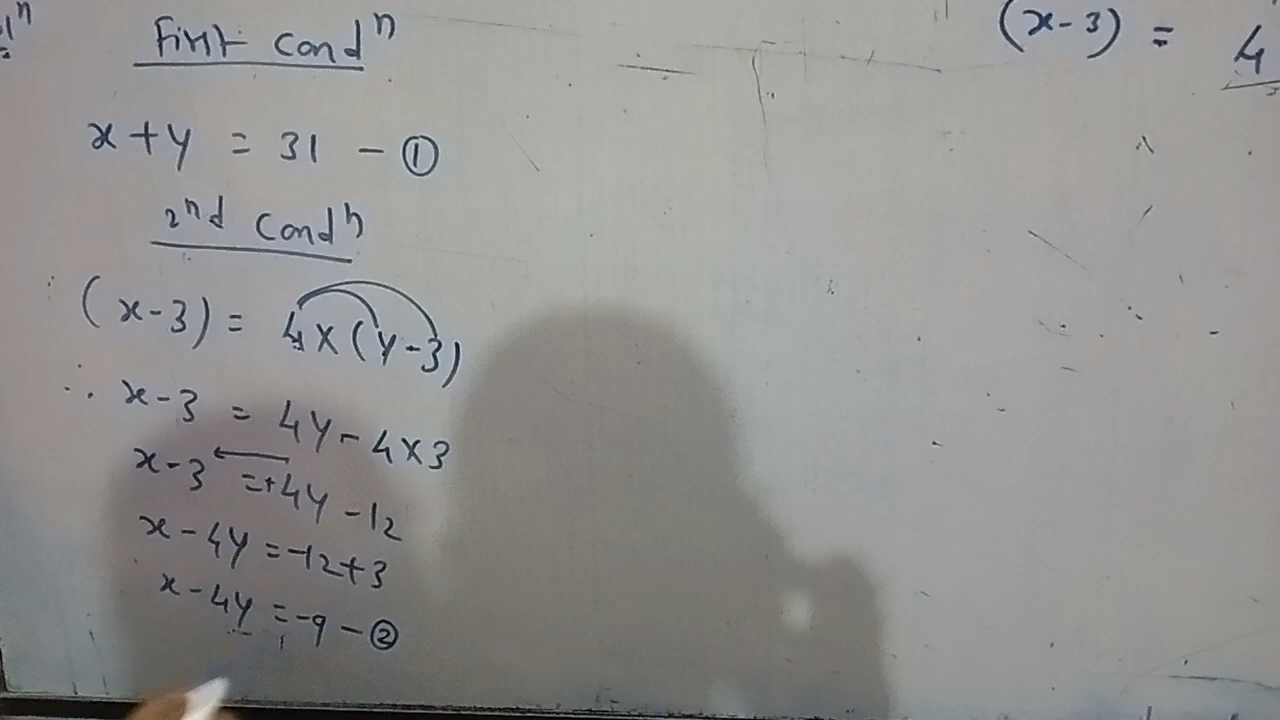 First condⁿ
x+y = 31 - ①
2ⁿᵈ condⁿ
(x-3) = 4×(y-3)
∴ x-3 = 4y - 4×3
x-3 =+4y -12
x-4y =-12+3
x-4y =-9 -②
(x-3) = 4